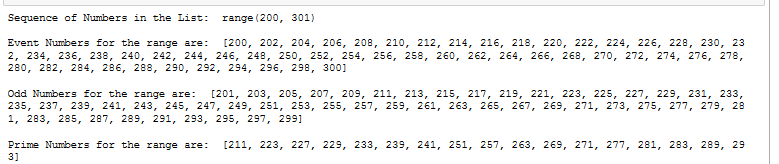 Sequence of Numbers in the List:  range(200, 301)
Event Numbers for the range are:  [200, 202, 204, 206, 208, 210, 212, 214, 216, 218, 220, 222, 224, 226, 228, 230, 23
2, 234, 236, 238, 240, 242, 244, 246, 248, 250, 252, 254, 256, 258, 260, 262, 264, 266, 268, 270, 272, 274, 276, 278,
280, 282, 284, 286, 288, 290, 292, 294, 296, 298, 300]
Odd Numbers for the range are:  [201, 203, 205, 207, 209, 211, 213, 215, 217, 219, 221, 223, 225, 227, 229, 231, 233,
235, 237, 239, 241, 243, 245, 247, 249, 251, 253, 255, 257, 259, 261, 263, 265, 267, 269, 271, 273, 275, 277, 279, 28
1, 283, 285, 287, 289, 291, 293, 295, 297, 299]
Prime Numbers for the range are:  [211, 223, 227, 229, 233, 239, 241, 251, 257, 263, 269, 271, 277, 281, 283, 289, 29
3]